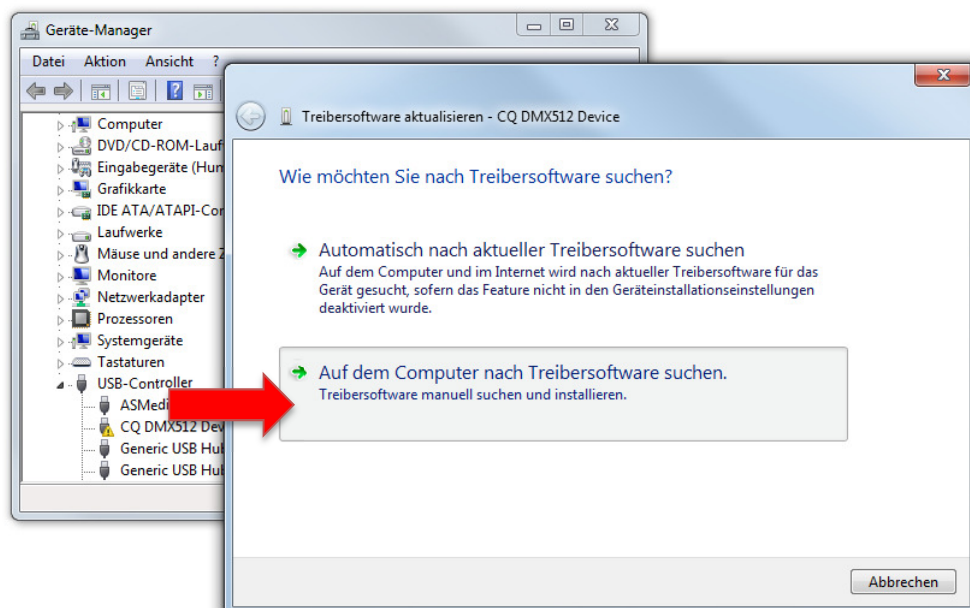 Geräte-Manager
Datei Aktion Ansicht ?
Computer
DVD/CD-ROM-Lauf
Eingabegeräte (Hun
Grafikkarte
IDE ATA/ATAPI-Cor
Laufwerke
Mäuse und andere Z
Monitore
Netzwerkadapter
Prozessoren
Systemgeräte
Tastaturen
USB-Controller
ASMedi
CQ DMX512 Dev
Generic USB Hu
Generic USB Hu
Treibersoftware aktualisieren - CQ DMX512 Device
Wie möchten Sie nach Treibersoftware suchen?
Automatisch nach aktueller Treibersoftware suchen
Auf dem Computer und im Internet wird nach aktueller Treibersoftware für das
Gerät gesucht, sofern das Feature nicht in den Geräteinstallationseinstellungen
deaktiviert wurde.
Auf dem Computer nach Treibersoftware suchen.
Treibersoftware manuell suchen und installieren.
Abbrechen